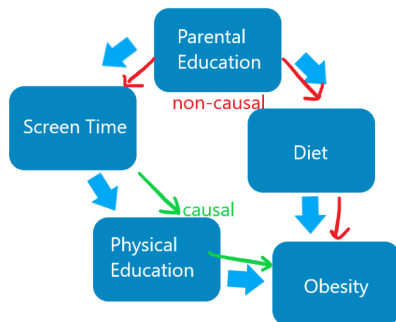 Parental
Education
non-causal
Screen Time
Diet
causal
Physical
Education
Obesity